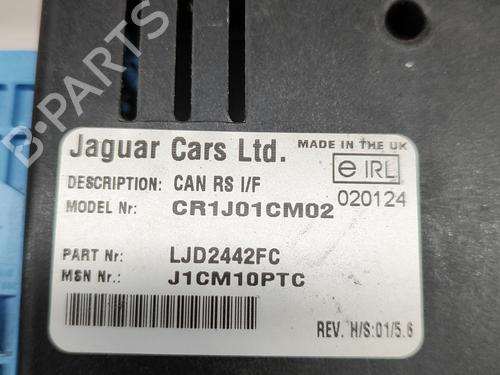 B-PARTS
Jaguar Cars Ltd. MADE IN THE UK
e IRL
DESCRIPTION: CAN RS I/F 020124
MODEL Nr: CR1J01CM02
PART Nr: LJD2442FC
MSN Nr.: J1CM10PTC
REV. H/S:01/5.6